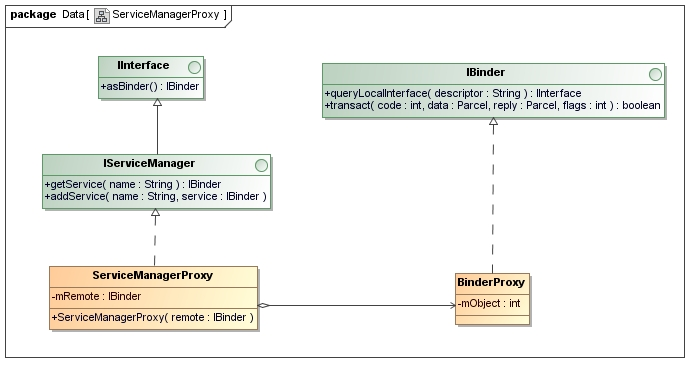 package Data[ ServiceManagerProxy ]
IInterface
+asBinder() : IBinder
IBinder
+queryLocalInterface( descriptor : String ) : IInterface
+transact( code : int, data : Parcel, reply : Parcel, flags : int ) : boolean
IServiceManager
+getService( name : String ) : IBinder
+addService( name : String, service : IBinder )
ServiceManagerProxy
-mRemote : IBinder
+ServiceManagerProxy( remote : IBinder )
BinderProxy
-mObject : int